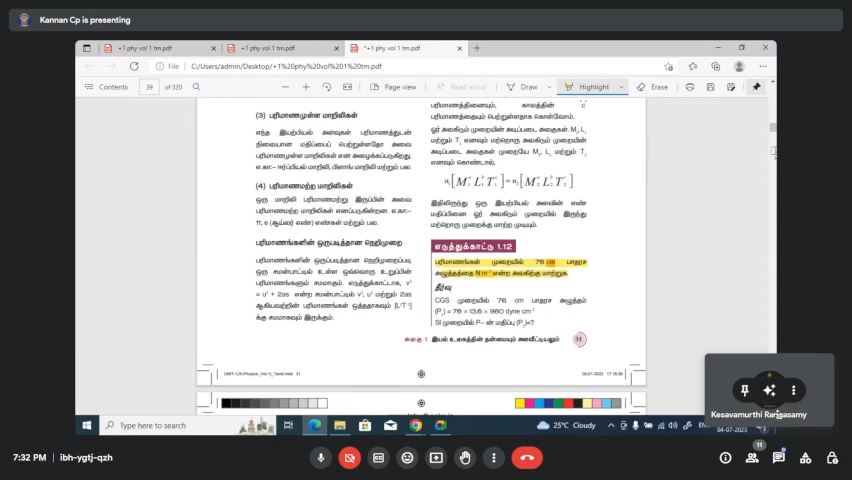 Kannan Cp is presenting
+1 phy vol 1 tm.pdf
+1 phy vol 1 tm.pdf
*+1 phy vol 1 tm.pdf
File
C:/Users/admin/Desktop/+1%20phy%20vol%201%20tm.pdf
Contents
39
of 320
Page view
Read aloud
Draw
Highlight
Erase
(3) பரிமாணமுள்ள மாறிலிகள்
எந்த இயற்பியல் அளவுகள் பரிமாணத்துடன்
நிலையான மதிப்பைப் பெற்றுள்ளதோ அவை
பரிமாணமுள்ள மாறிலிகள் என அழைக்கப்படுகிறது.
எ.கா:– ஈர்ப்பியல் மாறிலி, பிளாங் மாறிலி மற்றும் பல.
(4) பரிமாணமற்ற மாறிலிகள்
ஒரு மாறிலி பரிமாணமற்று இருப்பின் அவை
பரிமாணமற்ற மாறிலிகள் எனப்படுகின்றன. எ.கா:–
π, e (ஆய்லர் எண்) எண்கள் மற்றும் பல.
பரிமாணங்களின் ஒருபடித்தான நெறிமுறை
பரிமாணங்களின் ஒருப்படித்தான நெறிமுறைப்படி
ஒரு சமன்பாட்டில் உள்ள ஒவ்வொரு உறுப்பின்
பரிமாணங்களும் சமமாகும். எடுத்துக்காட்டாக, v²
= u² + 2as என்ற சமன்பாட்டில் v², u² மற்றும் 2as
ஆகியவற்றின் பரிமாணங்கள் ஒத்ததாகவும் [L²T⁻²]
க்கு சமமாகவும் இருக்கும்.
பரிமாணத்தினையும், காலத்தின் 'c'
பரிமாணத்தையும் பெற்றுள்ளதாக கொள்வோம்.
ஓர் அலகிடும் முறையின் அடிப்படை அலகுகள் M₁, L₁
மற்றும் T₁ எனவும் மற்றொரு அலகிடும் முறையின்
அடிப்படை அலகுகள் முறையே M₂, L₂ மற்றும் T₂
எனவும் கொண்டால்,
n₁[M₁ᵃ L₁ᵇ T₁ᶜ] = n₂[M₂ᵃ L₂ᵇ T₂ᶜ]
இதிலிருந்து ஒரு இயற்பியல் அளவின் எண்
மதிப்பினை ஓர் அலகிடும் முறையில் இருந்து
மற்றொரு முறைக்கு மாற்ற முடியும்.
எடுத்துக்காட்டு 1.12
பரிமாணங்கள் முறையில் 76 cm பாதரச
அழுத்தத்தை N m⁻² என்ற அலகிற்கு மாற்றுக.
தீர்வு
CGS முறையில் 76 cm பாதரச அழுத்தம்
(P₁) = 76 × 13.6 × 980 dyne cm⁻²
SI முறையில் P– ன் மதிப்பு (P₂)=?
அலகு 1 இயல் உலகத்தின் தன்மையும் அளவீட்டியலும் 31
Kesavamurthi Rangasamy
Type here to search
25°C Cloudy
04-07-2023
7:32 PM
ibh-ygtj-qzh
11